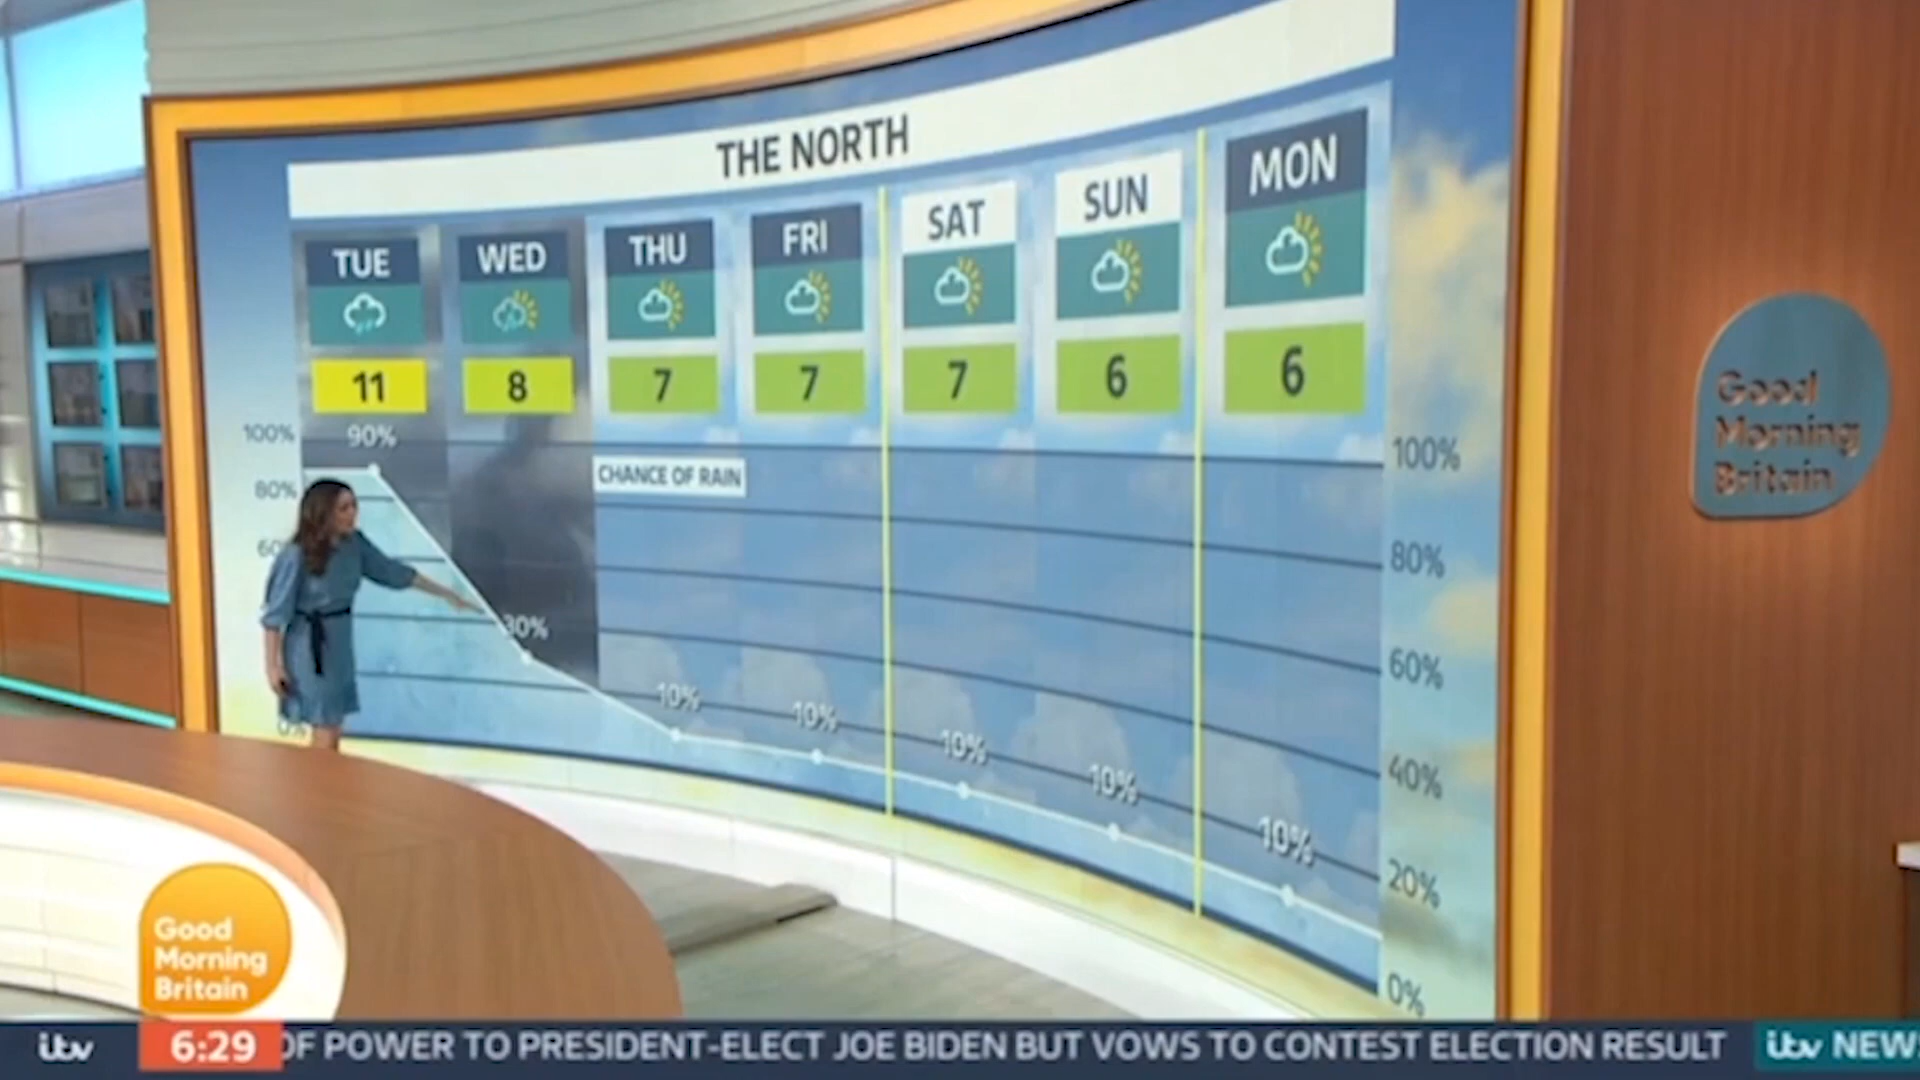 THE NORTH
TUE WED THU FRI SAT SUN MON
11 8 7 7 7 6 6
100% 90% 100%
CHANCE OF RAIN
80% 80%
60 60%
30%
40%
10% 10% 10% 10% 10%
20%
0% 0%
Good
Morning
Britain
Good
Morning
Britain
itv 6:29 OF POWER TO PRESIDENT-ELECT JOE BIDEN BUT VOWS TO CONTEST ELECTION RESULT itv NEWS